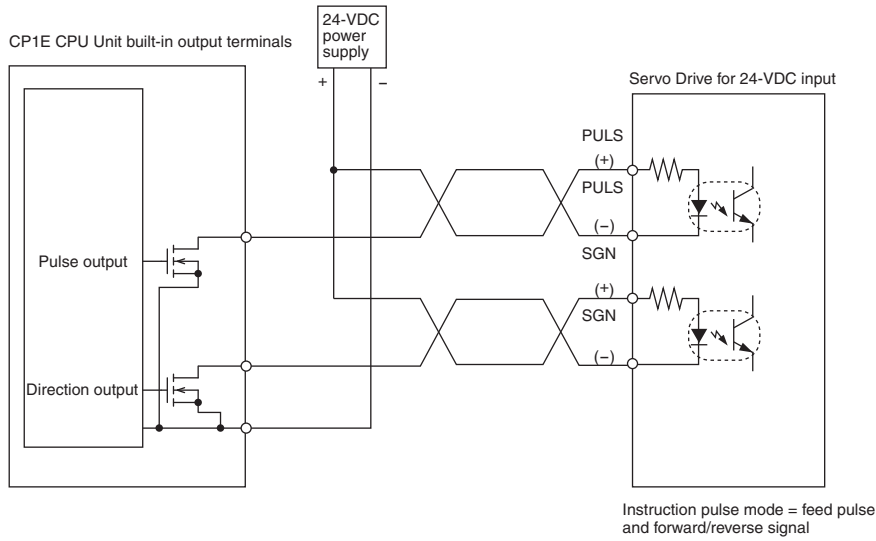 CP1E CPU Unit built-in output terminals
24-VDC
power
supply
+
−
Servo Drive for 24-VDC input
PULS
(+)
PULS
(−)
SGN
(+)
SGN
(−)
Pulse output
Direction output
Instruction pulse mode = feed pulse
and forward/reverse signal